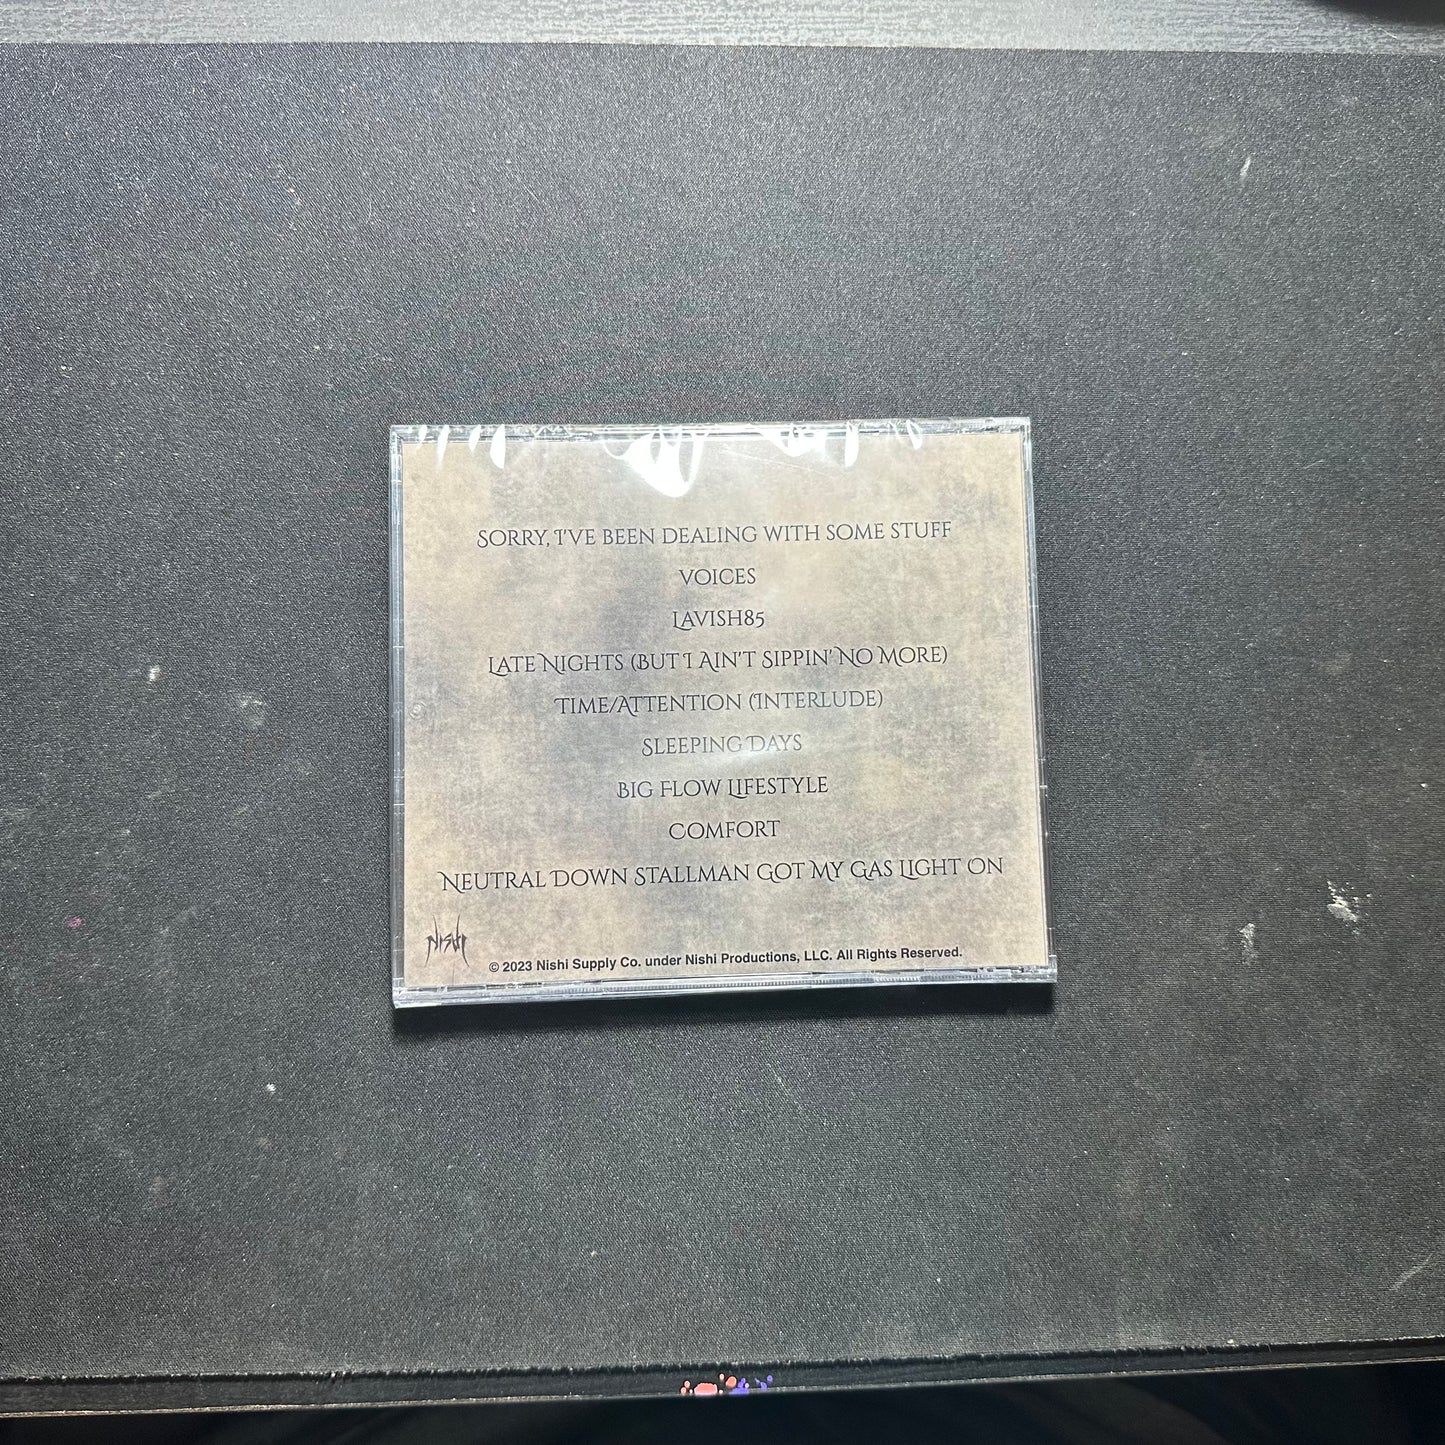 Sorry, I've been Dealing with some stuff
Voices
Lavish85
Late Nights (But I Ain't Sippin' No More)
Time/Attention (Interlude)
Sleeping Days
Big Flow Lifestyle
Comfort
Neutral Down Stallman Got My Gas Light On
Nishi
© 2023 Nishi Supply Co. under Nishi Productions, LLC. All Rights Reserved.